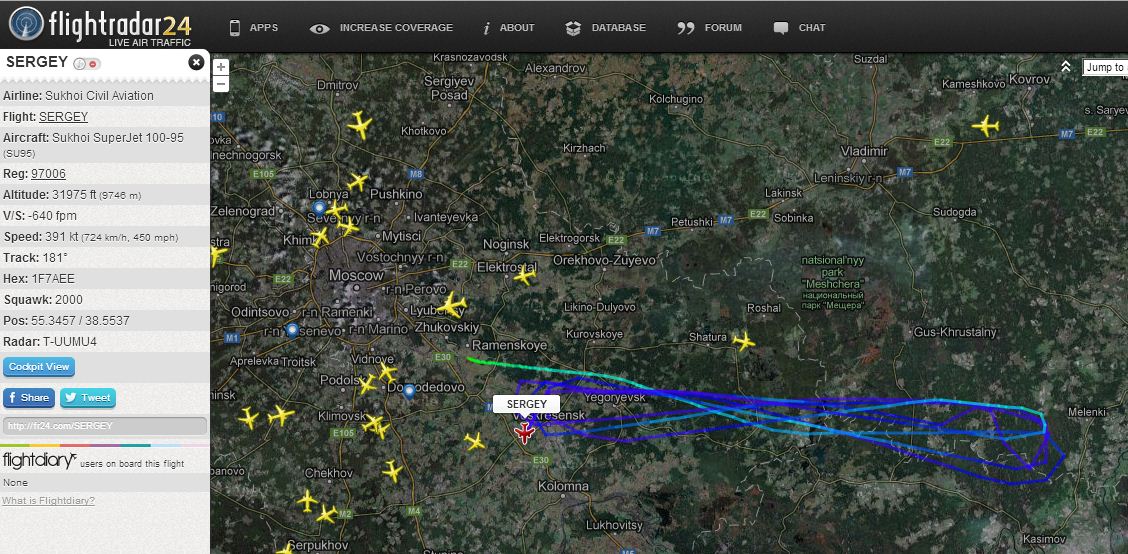 flightradar24
LIVE AIR TRAFFIC
APPS
INCREASE COVERAGE
ABOUT
DATABASE
FORUM
CHAT
SERGEY
Airline: Sukhoi Civil Aviation
Flight: SERGEY
Aircraft: Sukhoi SuperJet 100-95
(SU95)
Reg: 97006
Altitude: 31975 ft (9746 m)
V/S: -640 fpm
Speed: 391 kt (724 km/h, 450 mph)
Track: 181°
Hex: 1F7AEE
Squawk: 2000
Pos: 55.3457 / 38.5537
Radar: T-UUMU4
Cockpit View
Share
Tweet
http://fr24.com/SERGEY
flightdiary users on board this flight
None
What is Flightdiary?
+
−
Jump to
Krasnozavodsk
Alexandrov
Suzdal
Dmitrov
Sergiyev
Posad
Kolchugino
Kameshkovo
Kovrov
s. Saryev
Khotkovo
Kirzhach
Vladimir
Leninskiy r-n
E22
M7
M7
E105
M8
Lobnya
Pushkino
Lakinsk
Zelenograd
Severnyy r-n
Ivanteyevka
Petushki
M7
E22
Sobinka
Sudogda
Khimk
Mytisci
Noginsk
Elektrogorsk
E22
M7
Vostochnyy r-n
E22
Elektrostal
Orekhovo-Zuyevo
natsional'nyy
park
"Meshchera"
национальный
парк "Мещера"
Moscow
r-n Perovo
Odintsovo
r-n Ramenki
Lyubertsy
Likino-Dulyovo
Roshal
r-n Marino
Zhukovskiy
Kurovskoye
Shatura
Gus-Khrustalny
M1
Ramenskoye
Aprelevka
Troitsk
Vidnoye
E30
Podolsk
Domodedovo
Yegoryevsk
SERGEY
Voskresensk
Klimovsk
E105
E30
Melenki
Chekhov
Kolomna
M2
M4
Lukhovitsy
Serpukhov
Stupino
M5
Kasimov